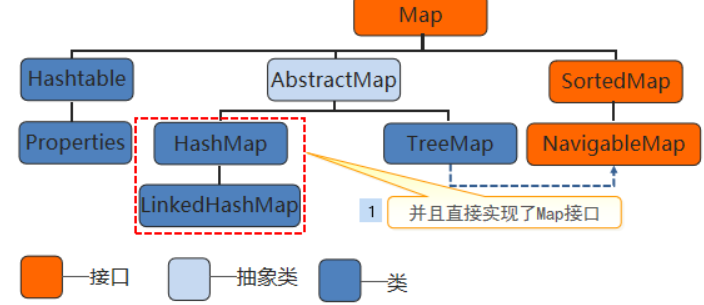 Map
Hashtable
AbstractMap
SortedMap
Properties
HashMap
TreeMap
NavigableMap
LinkedHashMap
1
并且直接实现了Map接口
接口
抽象类
类